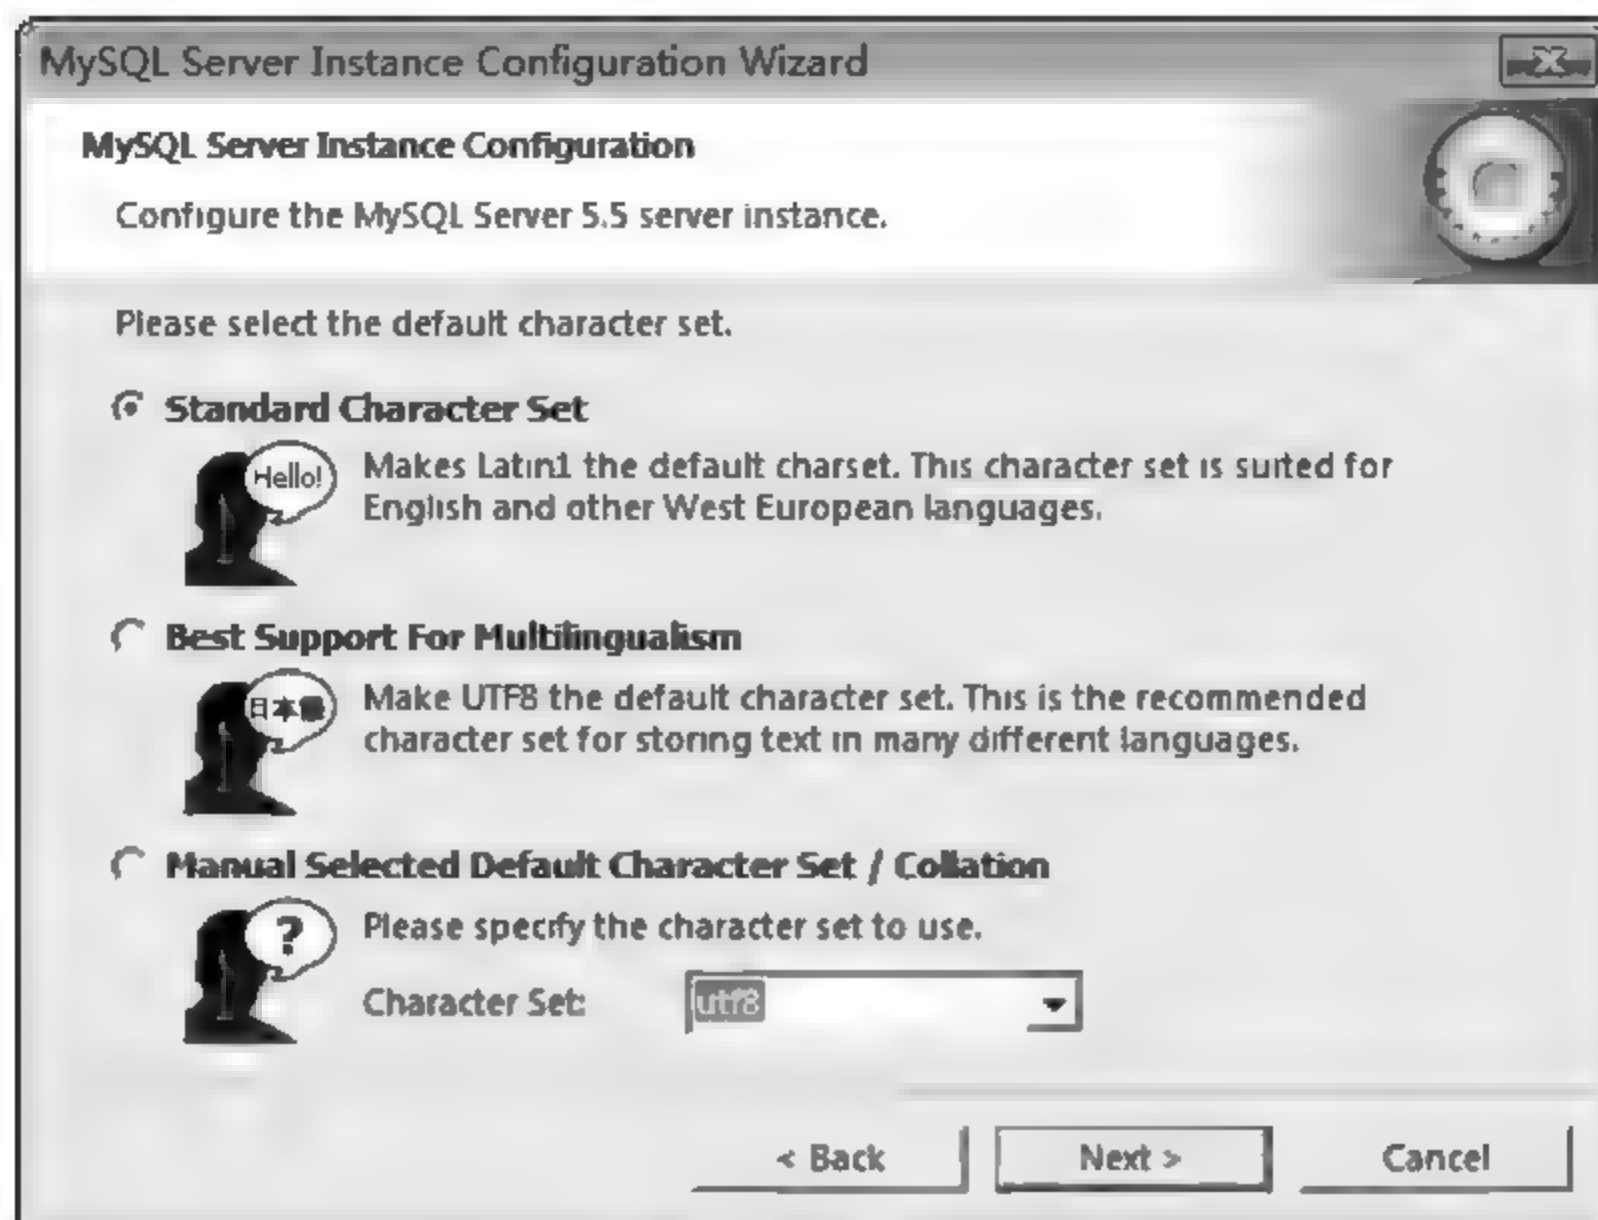 MySQL Server Instance Configuration Wizard
MySQL Server Instance Configuration
Configure the MySQL Server 5.5 server instance.
Please select the default character set.
Standard Character Set
Hello!
Makes Latin1 the default charset. This character set is suited for
English and other West European languages.
Best Support For Multilingualism
日本
Make UTF8 the default character set. This is the recommended
character set for storing text in many different languages.
Manual Selected Default Character Set / Collation
?
Please specify the character set to use.
Character Set:
utf8
< Back
Next >
Cancel